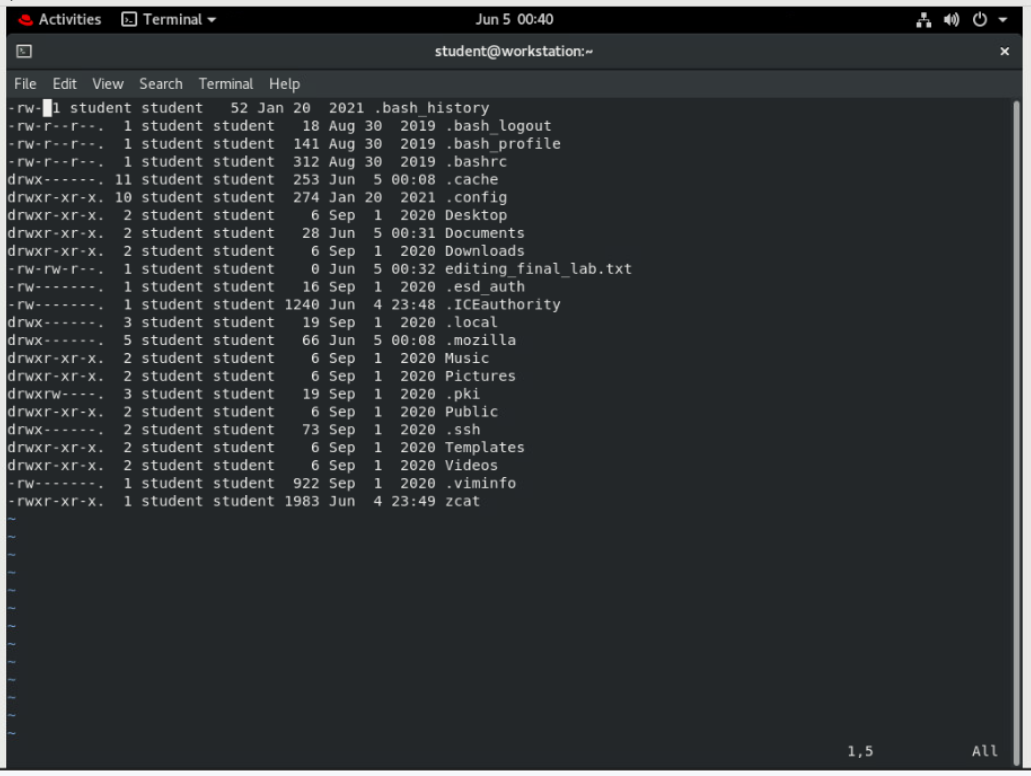 Activities Terminal Jun 5 00:40
student@workstation:~ ×
File Edit View Search Terminal Help
-rw- 1 student student   52 Jan 20  2021 .bash_history
-rw-r--r--.  1 student student   18 Aug 30  2019 .bash_logout
-rw-r--r--.  1 student student  141 Aug 30  2019 .bash_profile
-rw-r--r--.  1 student student  312 Aug 30  2019 .bashrc
drwx------. 11 student student  253 Jun  5 00:08 .cache
drwxr-xr-x. 10 student student  274 Jan 20  2021 .config
drwxr-xr-x.  2 student student    6 Sep  1  2020 Desktop
drwxr-xr-x.  2 student student   28 Jun  5 00:31 Documents
drwxr-xr-x.  2 student student    6 Sep  1  2020 Downloads
-rw-rw-r--.  1 student student    0 Jun  5 00:32 editing_final_lab.txt
-rw-------.  1 student student   16 Sep  1  2020 .esd_auth
-rw-------.  1 student student 1240 Jun  4 23:48 .ICEauthority
drwx------.  3 student student   19 Sep  1  2020 .local
drwx------.  5 student student   66 Jun  5 00:08 .mozilla
drwxr-xr-x.  2 student student    6 Sep  1  2020 Music
drwxr-xr-x.  2 student student    6 Sep  1  2020 Pictures
drwxrw----.  3 student student   19 Sep  1  2020 .pki
drwxr-xr-x.  2 student student    6 Sep  1  2020 Public
drwx------.  2 student student   73 Sep  1  2020 .ssh
drwxr-xr-x.  2 student student    6 Sep  1  2020 Templates
drwxr-xr-x.  2 student student    6 Sep  1  2020 Videos
-rw-------.  1 student student  922 Sep  1  2020 .viminfo
-rwxr-xr-x.  1 student student 1983 Jun  4 23:49 zcat
~
~
~
~
~
~
~
~
~
~
~
~
~
1,5 All